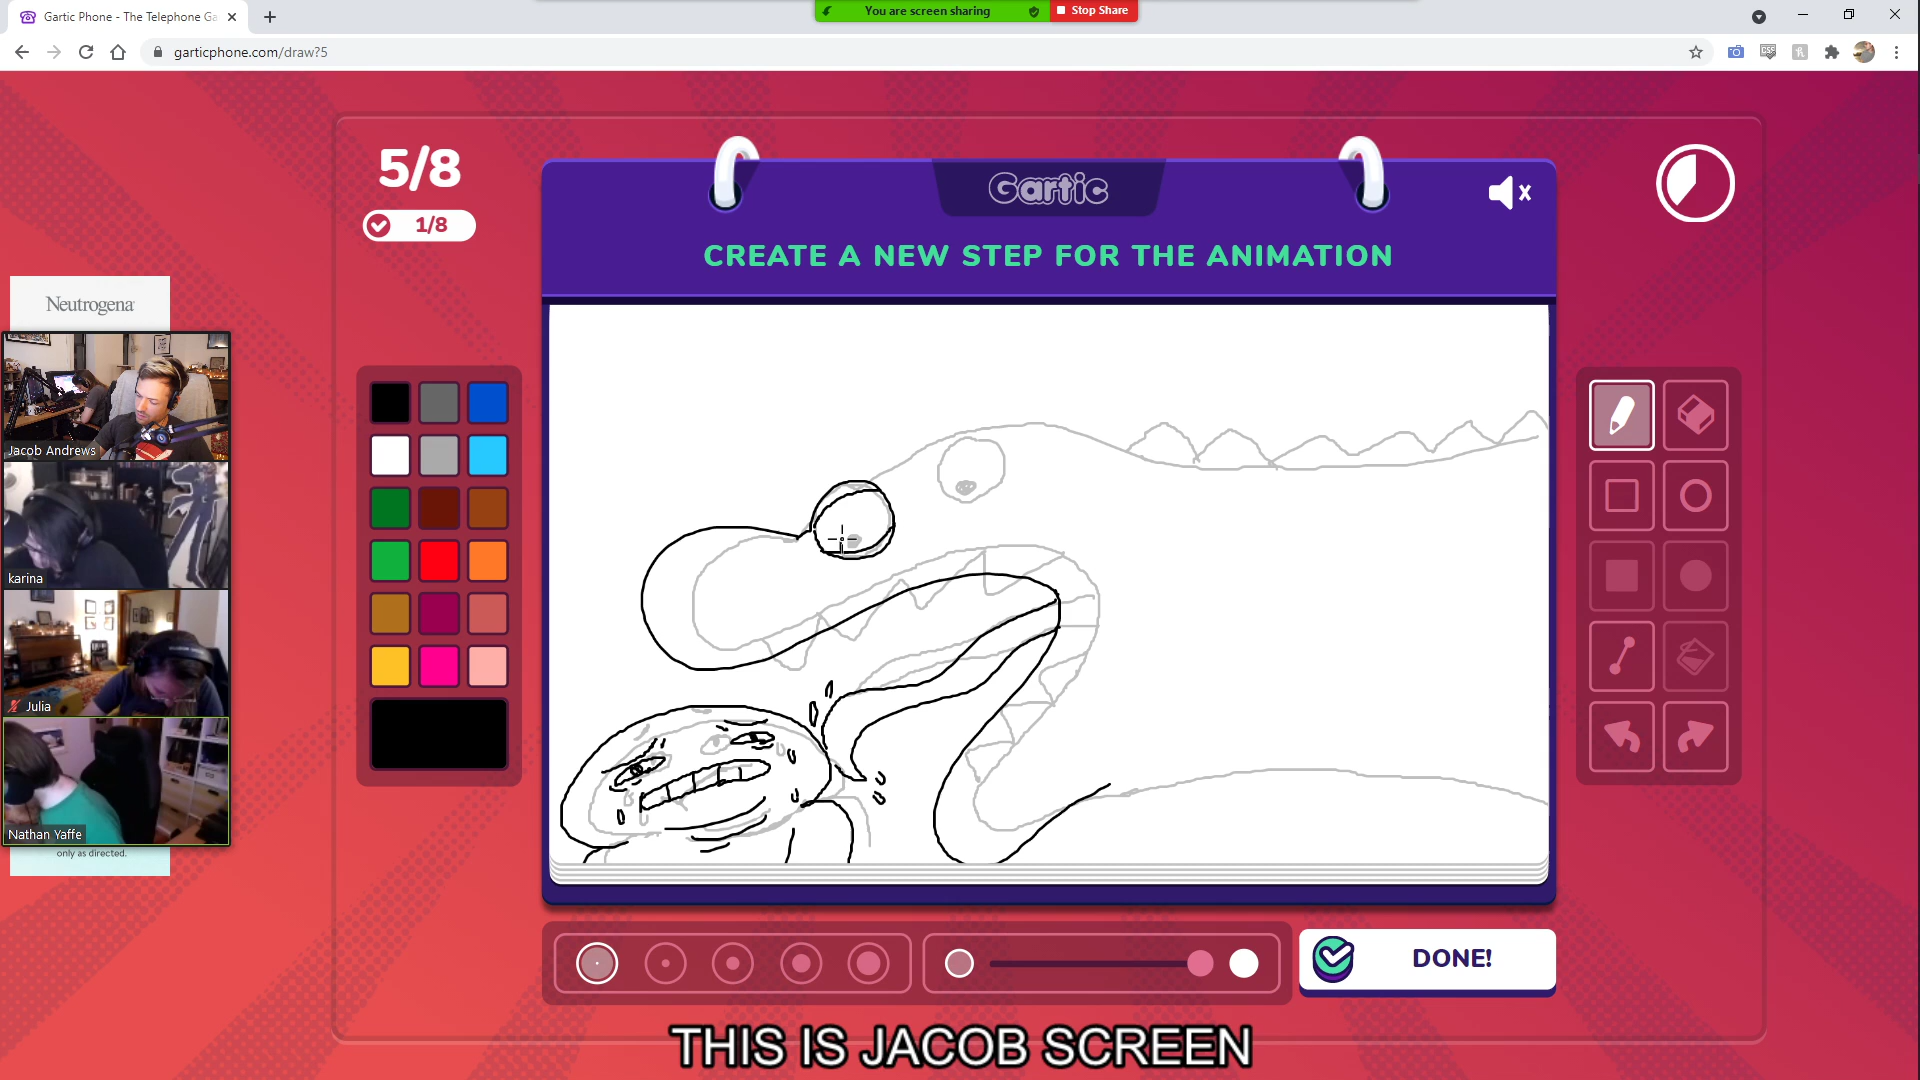 Gartic Phone - The Telephone Ga
You are screen sharing
Stop Share
garticphone.com/draw?5
5/8
1/8
Gartic
CREATE A NEW STEP FOR THE ANIMATION
Neutrogena
Jacob Andrews
karina
Julia
Nathan Yaffe
only as directed.
DONE!
THIS IS JACOB SCREEN